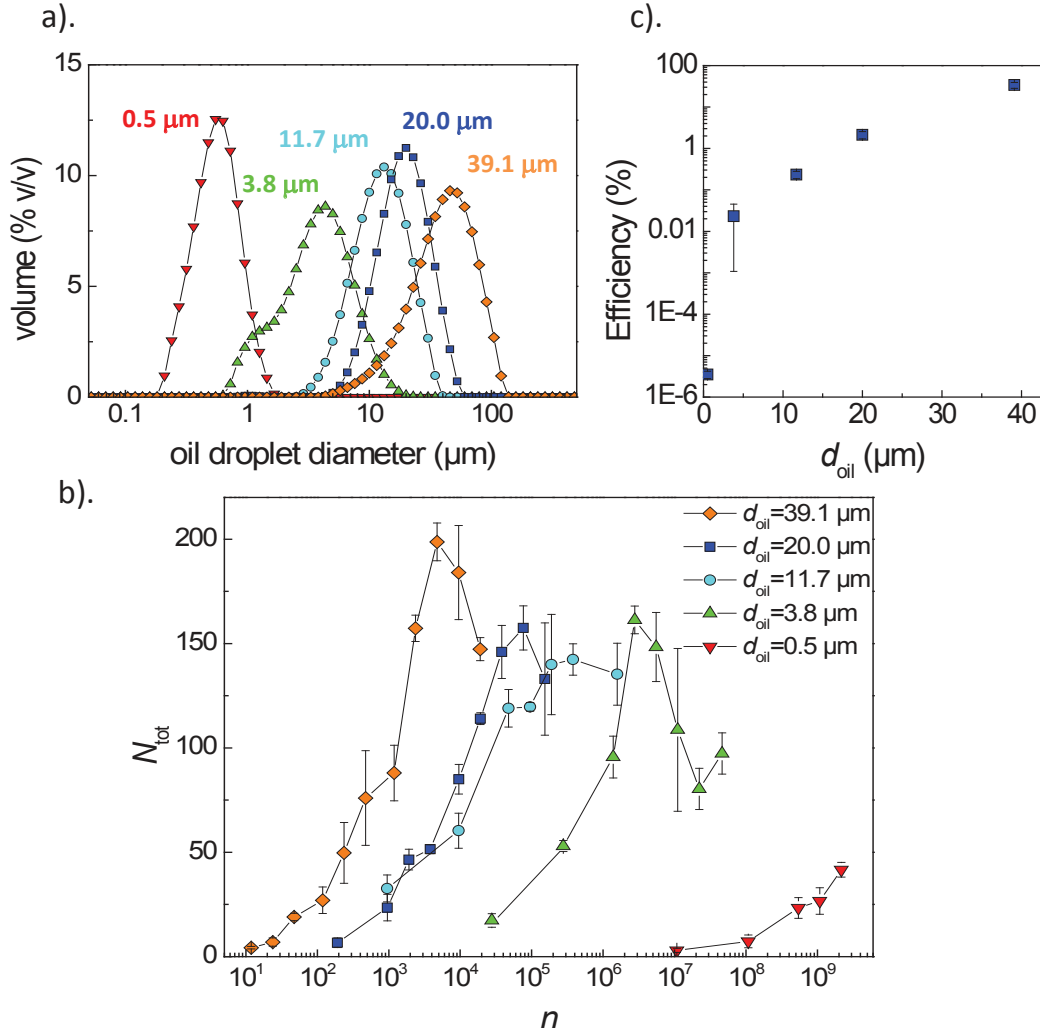 a).
15
10
5
0
volume (% v/v)
0.5 µm
3.8 µm
11.7 µm
20.0 µm
39.1 µm
0.1
1
10
100
oil droplet diameter (µm)
c).
100
1
0.01
1E-4
1E-6
Efficiency (%)
0
10
20
30
40
d_oil (µm)
b).
200
150
100
50
0
N_tot
d_oil=39.1 µm
d_oil=20.0 µm
d_oil=11.7 µm
d_oil=3.8 µm
d_oil=0.5 µm
10^1
10^2
10^3
10^4
10^5
10^6
10^7
10^8
10^9
n